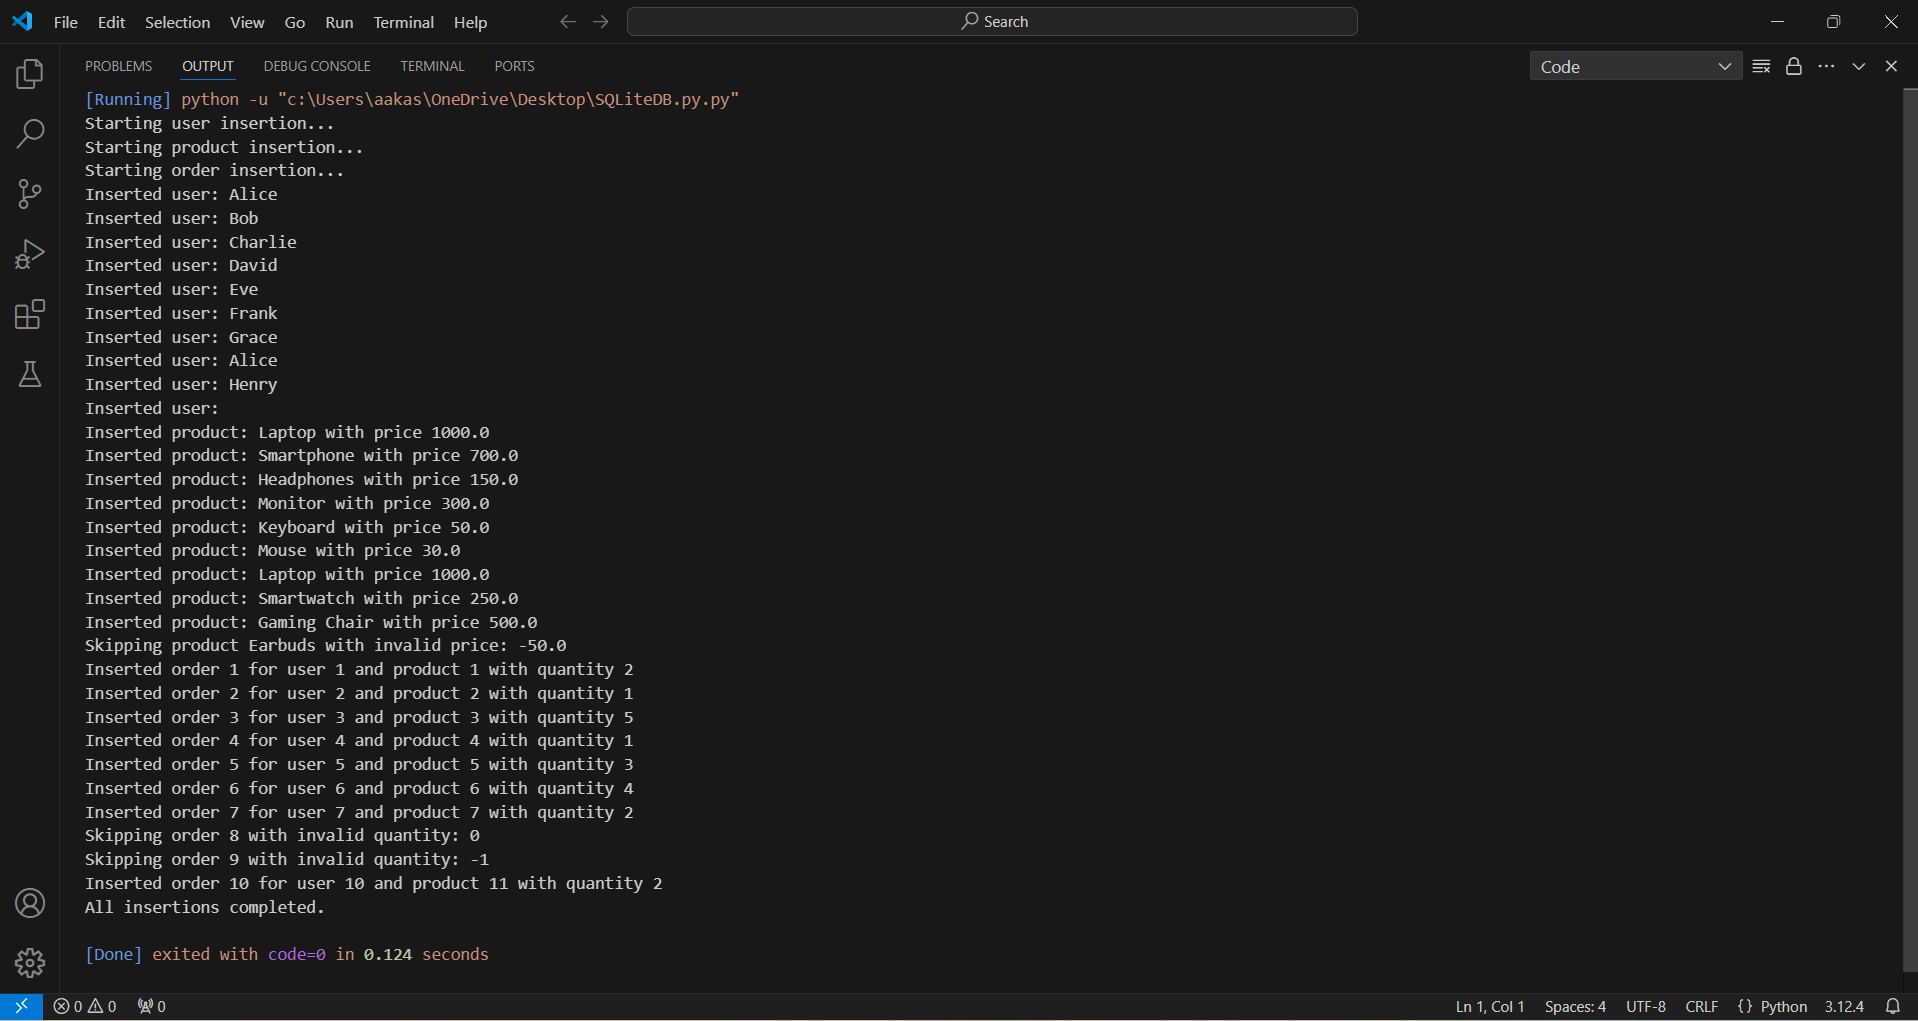 File Edit Selection View Go Run Terminal Help Search
PROBLEMS OUTPUT DEBUG CONSOLE TERMINAL PORTS Code
[Running] python -u "c:\Users\aakas\OneDrive\Desktop\SQLiteDB.py.py"
Starting user insertion...
Starting product insertion...
Starting order insertion...
Inserted user: Alice
Inserted user: Bob
Inserted user: Charlie
Inserted user: David
Inserted user: Eve
Inserted user: Frank
Inserted user: Grace
Inserted user: Alice
Inserted user: Henry
Inserted user:
Inserted product: Laptop with price 1000.0
Inserted product: Smartphone with price 700.0
Inserted product: Headphones with price 150.0
Inserted product: Monitor with price 300.0
Inserted product: Keyboard with price 50.0
Inserted product: Mouse with price 30.0
Inserted product: Laptop with price 1000.0
Inserted product: Smartwatch with price 250.0
Inserted product: Gaming Chair with price 500.0
Skipping product Earbuds with invalid price: -50.0
Inserted order 1 for user 1 and product 1 with quantity 2
Inserted order 2 for user 2 and product 2 with quantity 1
Inserted order 3 for user 3 and product 3 with quantity 5
Inserted order 4 for user 4 and product 4 with quantity 1
Inserted order 5 for user 5 and product 5 with quantity 3
Inserted order 6 for user 6 and product 6 with quantity 4
Inserted order 7 for user 7 and product 7 with quantity 2
Skipping order 8 with invalid quantity: 0
Skipping order 9 with invalid quantity: -1
Inserted order 10 for user 10 and product 11 with quantity 2
All insertions completed.
[Done] exited with code=0 in 0.124 seconds
0 0 0 Ln 1, Col 1 Spaces: 4 UTF-8 CRLF {} Python 3.12.4